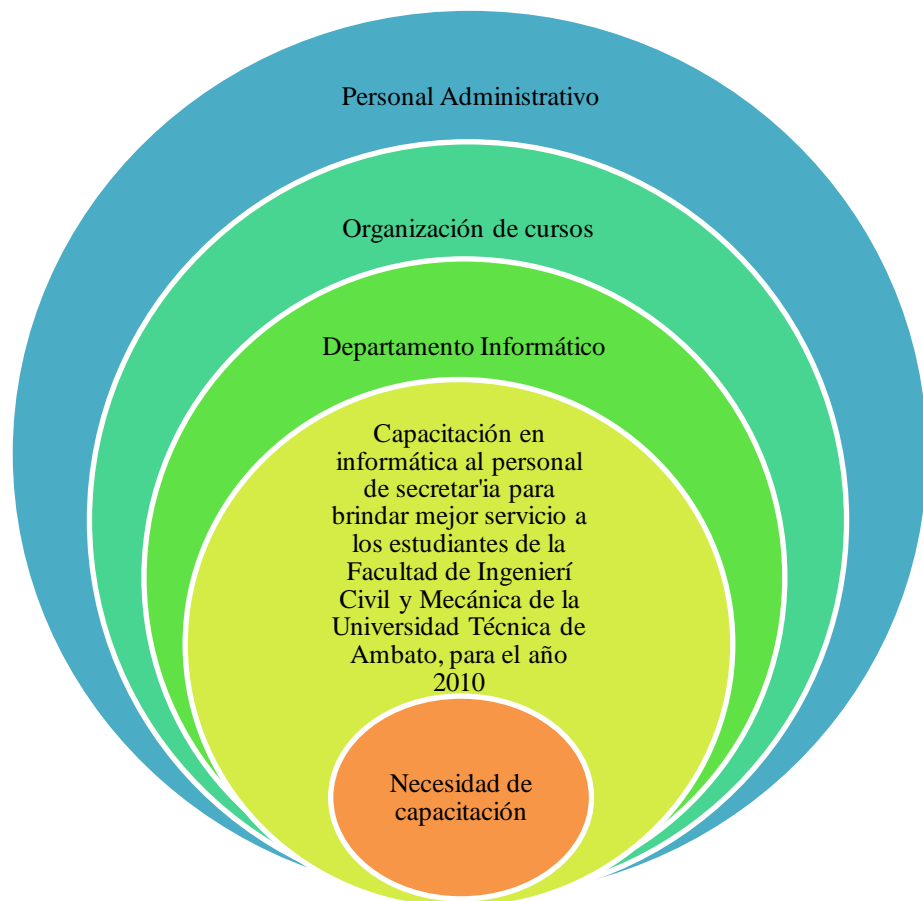 Personal Administrativo
Organización de cursos
Departamento Informático
Capacitación en
informática al personal
de secretar'ia para
brindar mejor servicio a
los estudiantes de la
Facultad de Ingenierí
Civil y Mecánica de la
Universidad Técnica de
Ambato, para el año
2010
Necesidad de
capacitación